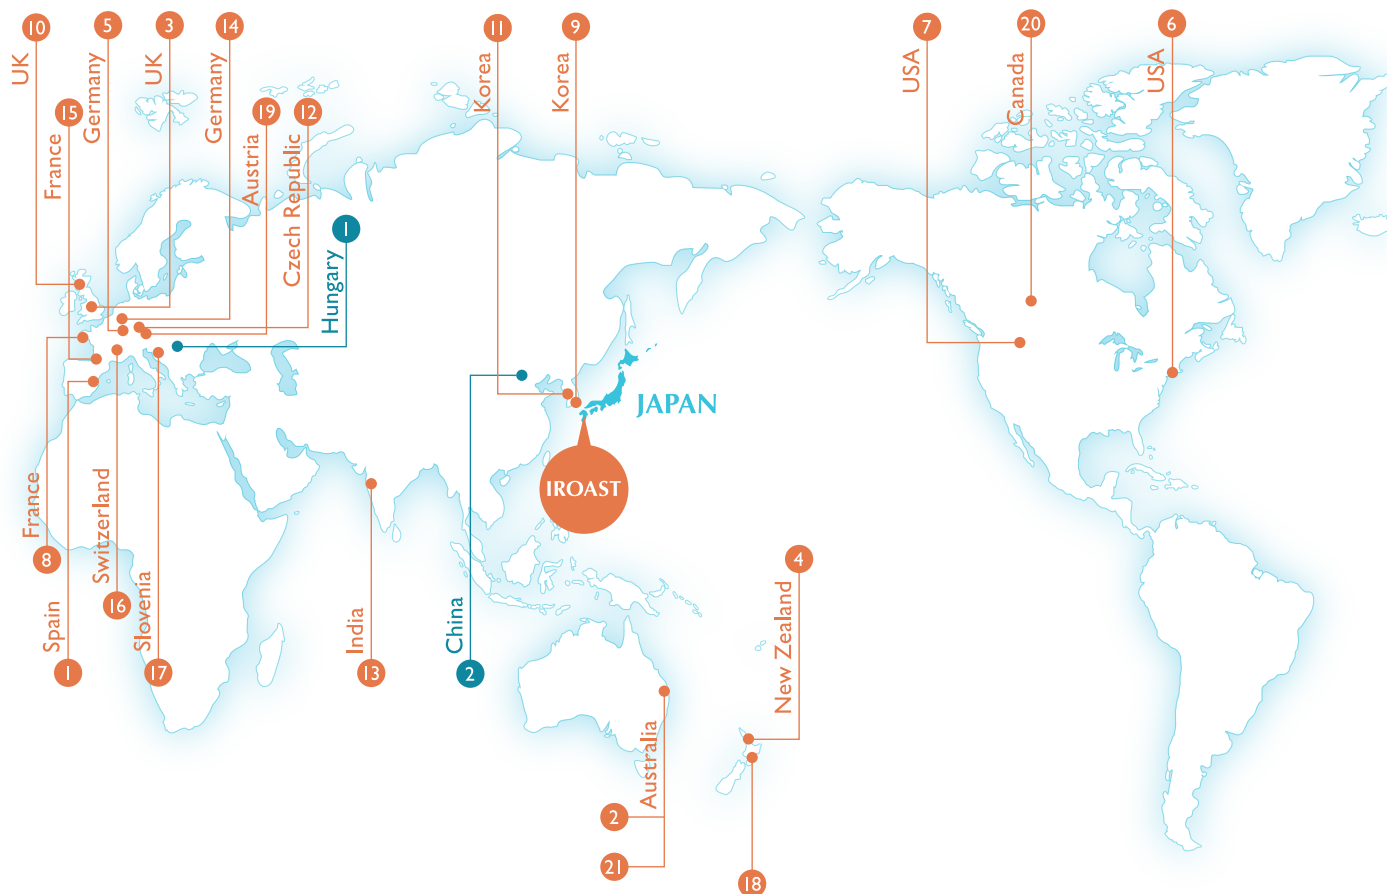 10
UK
5
Germany
3
UK
14
Germany
11
Korea
9
Korea
7
USA
20
Canada
6
USA
15
France
19
Austria
12
Czech Republic
1
Hungary
JAPAN
IROAST
France
8
Switzerland
16
Spain
1
Slovenia
17
India
13
China
2
4
New Zealand
Australia
2
21
18